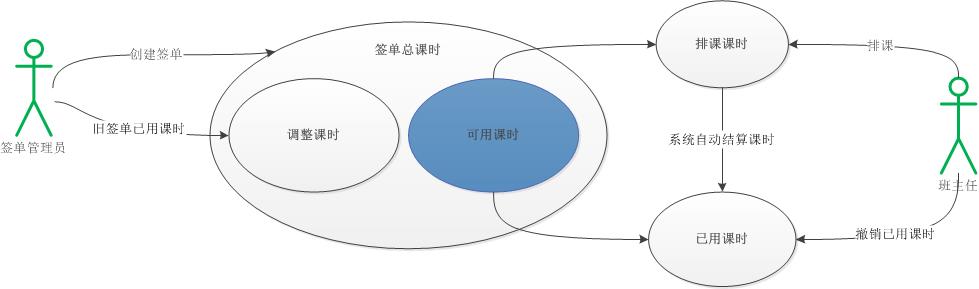 签单总课时
排课课时
创建签单
排课
旧签单已用课时
调整课时
可用课时
系统自动结算课时
签单管理员
班主任
已用课时
撤销已用课时